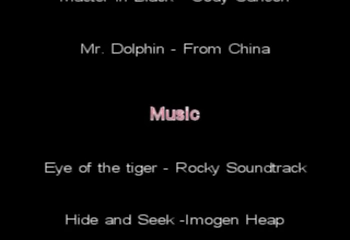 Mr. Dolphin - From China
Music
Eye of the tiger - Rocky Soundtrack
Hide and Seek -Imogen Heap